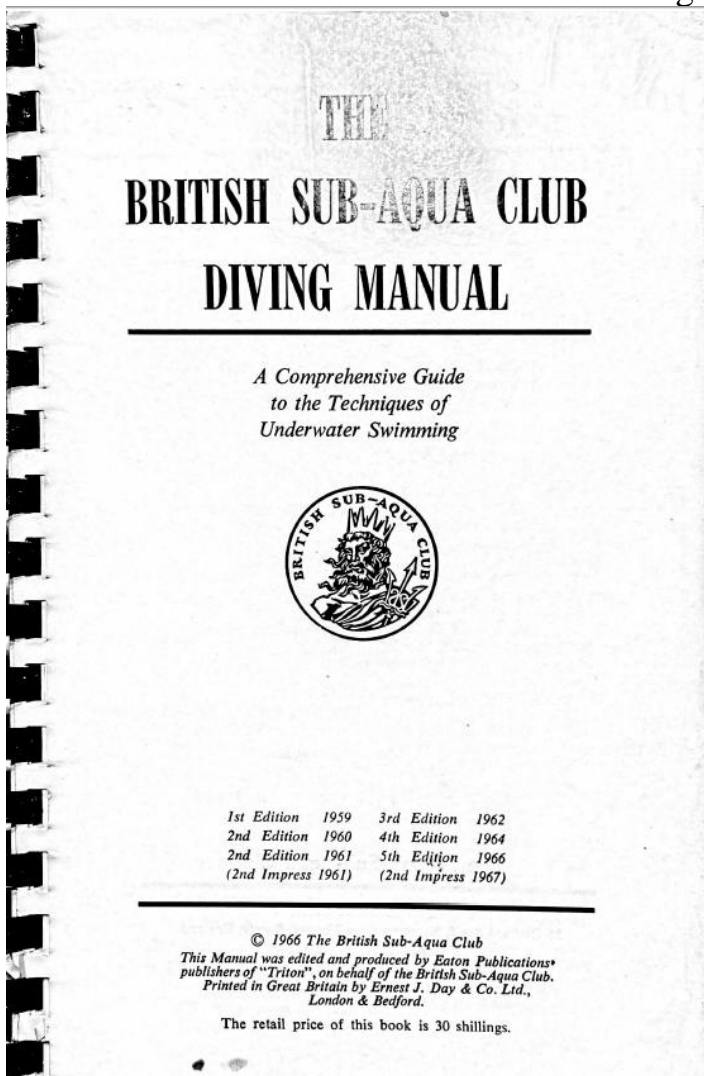 THE
BRITISH SUB-AQUA CLUB
DIVING MANUAL
A Comprehensive Guide
to the Techniques of
Underwater Swimming
BRITISH SUB-AQUA CLUB
1st Edition 1959 3rd Edition 1962
2nd Edition 1960 4th Edition 1964
2nd Edition 1961 5th Edition 1966
(2nd Impress 1961) (2nd Impress 1967)
© 1966 The British Sub-Aqua Club
This Manual was edited and produced by Eaton Publications,
publishers of "Triton", on behalf of the British Sub-Aqua Club.
Printed in Great Britain by Ernest J. Day & Co. Ltd.,
London & Bedford.
The retail price of this book is 30 shillings.